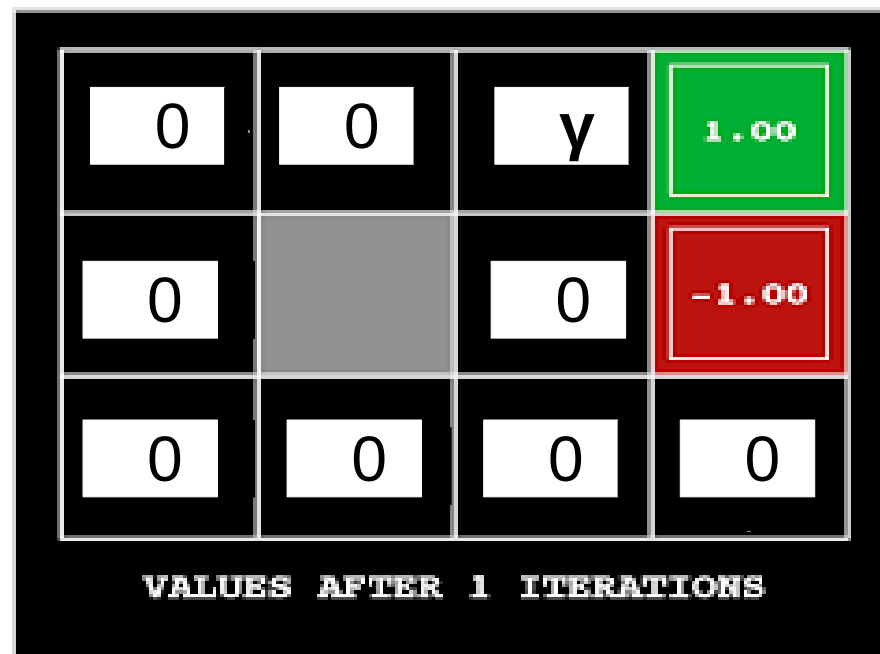 0 0 γ 1.00
0 0 -1.00
0 0 0 0
VALUES AFTER 1 ITERATIONS